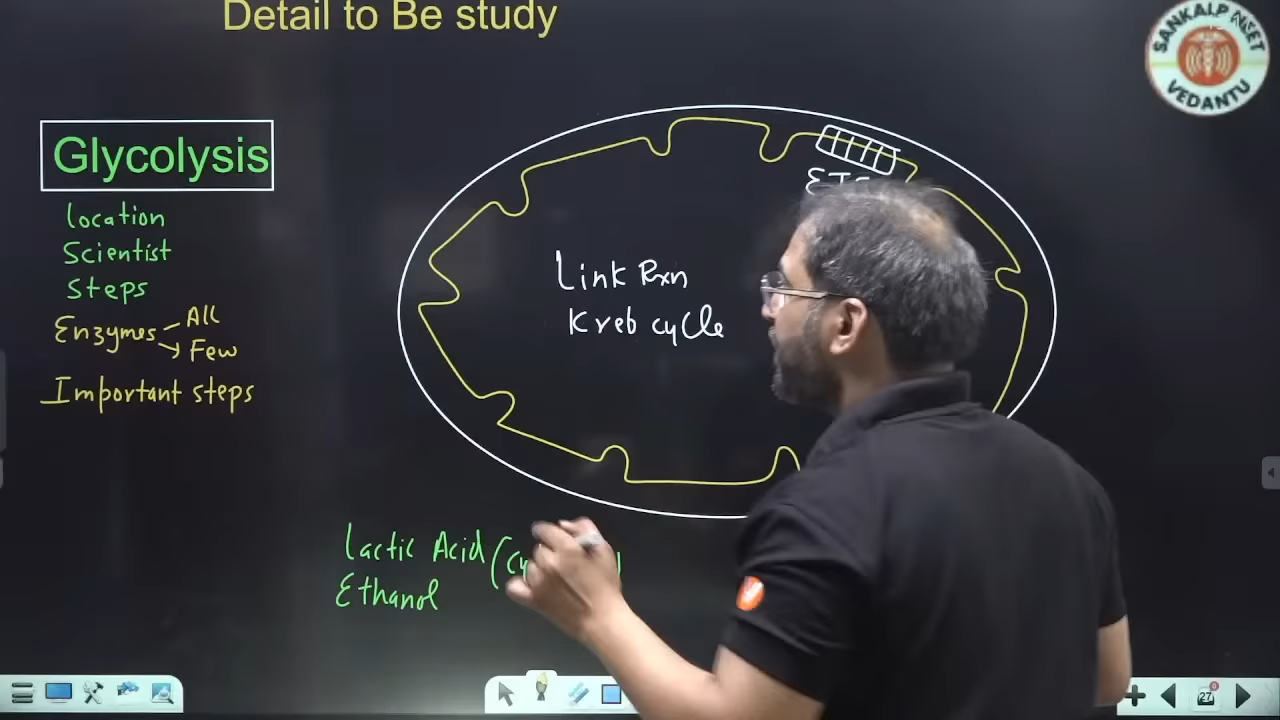 Detail to Be study
SANKALP NEET
VEDANTU
Glycolysis
Location
Scientist
Steps
Enzymes
All
Few
Important steps
Link Rxn
Kreb cycle
Lactic Acid
Ethanol
27